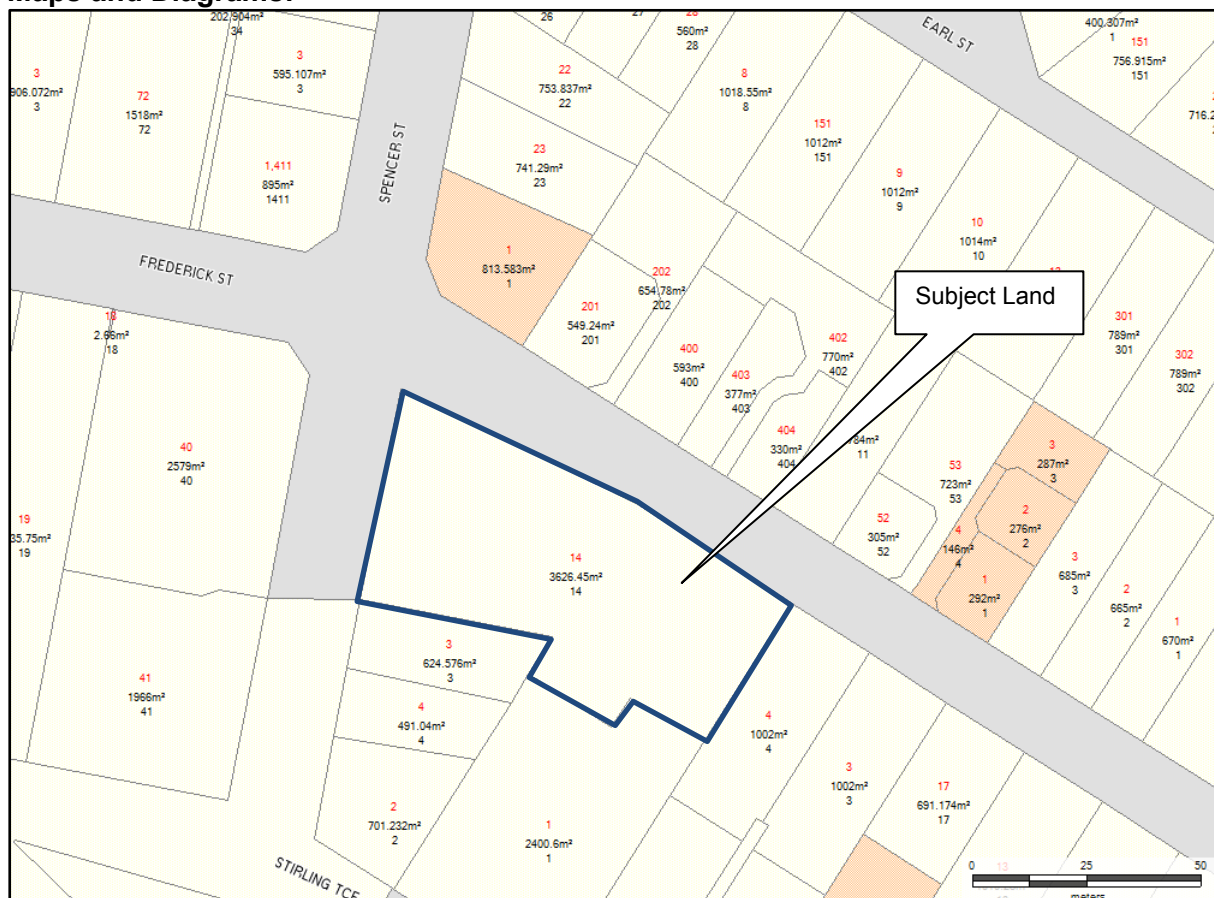 Maps and Diagrams:
202.904m²
34
26
27
28
560m²
28
EARL ST
400.307m²
1
151
756.915m²
151
3
906.072m²
3
72
1518m²
72
3
595.107m²
3
22
753.837m²
22
8
1018.55m²
8
151
1012m²
151
1,411
895m²
1411
SPENCER ST
23
741.29m²
23
9
1012m²
9
10
1014m²
10
FREDERICK ST
1
813.583m²
1
202
654.78m²
202
201
549.24m²
201
Subject Land
301
789m²
301
302
789m²
302
18
2.66m²
18
400
593m²
400
403
377m²
403
402
770m²
402
404
330m²
404
784m²
11
40
2579m²
40
53
723m²
53
3
287m²
3
52
305m²
52
4
146m²
4
2
276m²
2
1
292m²
1
3
685m²
3
2
665m²
2
1
670m²
1
19
35.75m²
19
14
3626.45m²
14
3
624.576m²
3
41
1966m²
41
4
491.04m²
4
4
1002m²
4
3
1002m²
3
17
691.174m²
17
2
701.232m²
2
1
2400.6m²
1
STIRLING TCE
0 25 50
meters
13